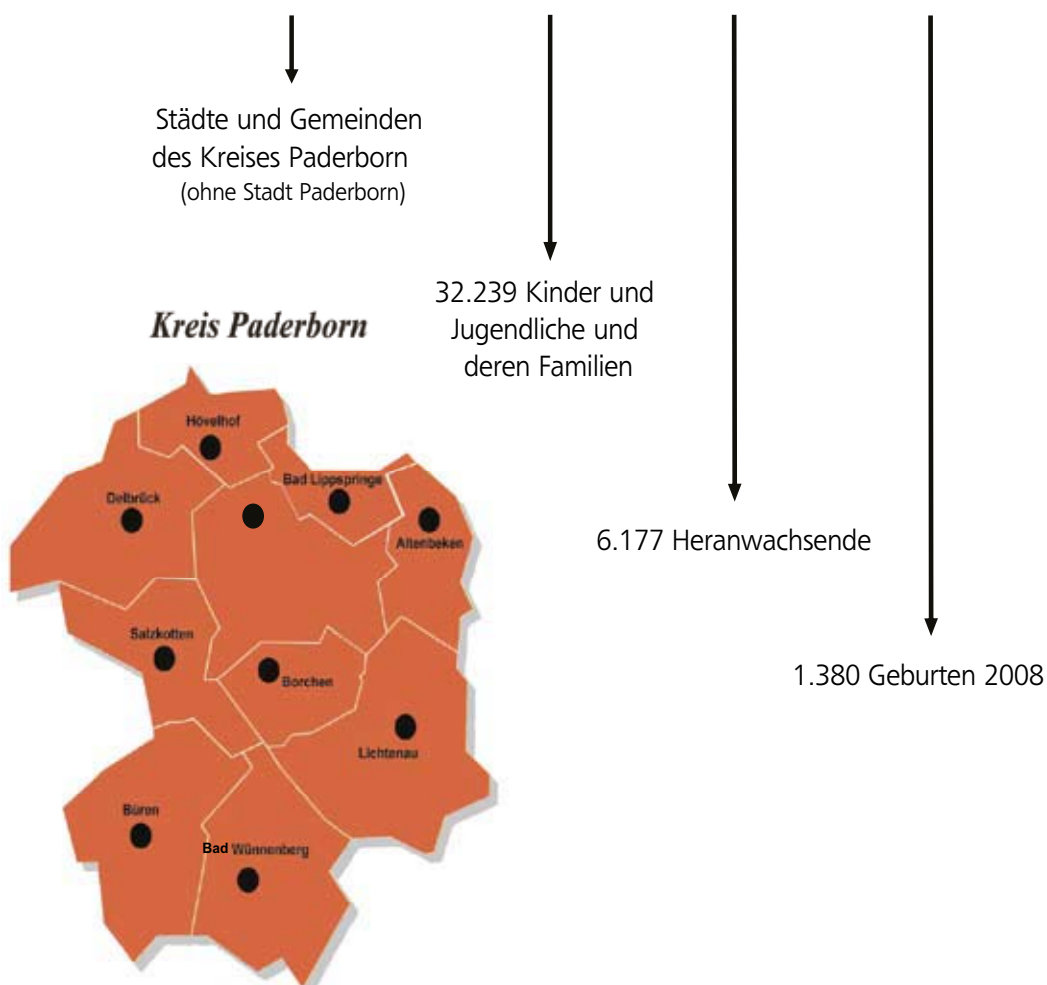 Städte und Gemeinden
des Kreises Paderborn
(ohne Stadt Paderborn)
32.239 Kinder und
Jugendliche und
deren Familien
Kreis Paderborn
Hövelhof
Bad Lippspringe
Delbrück
Altenbeken
6.177 Heranwachsende
Salzkotten
Borchen
1.380 Geburten 2008
Lichtenau
Büren
Bad Wünnenberg